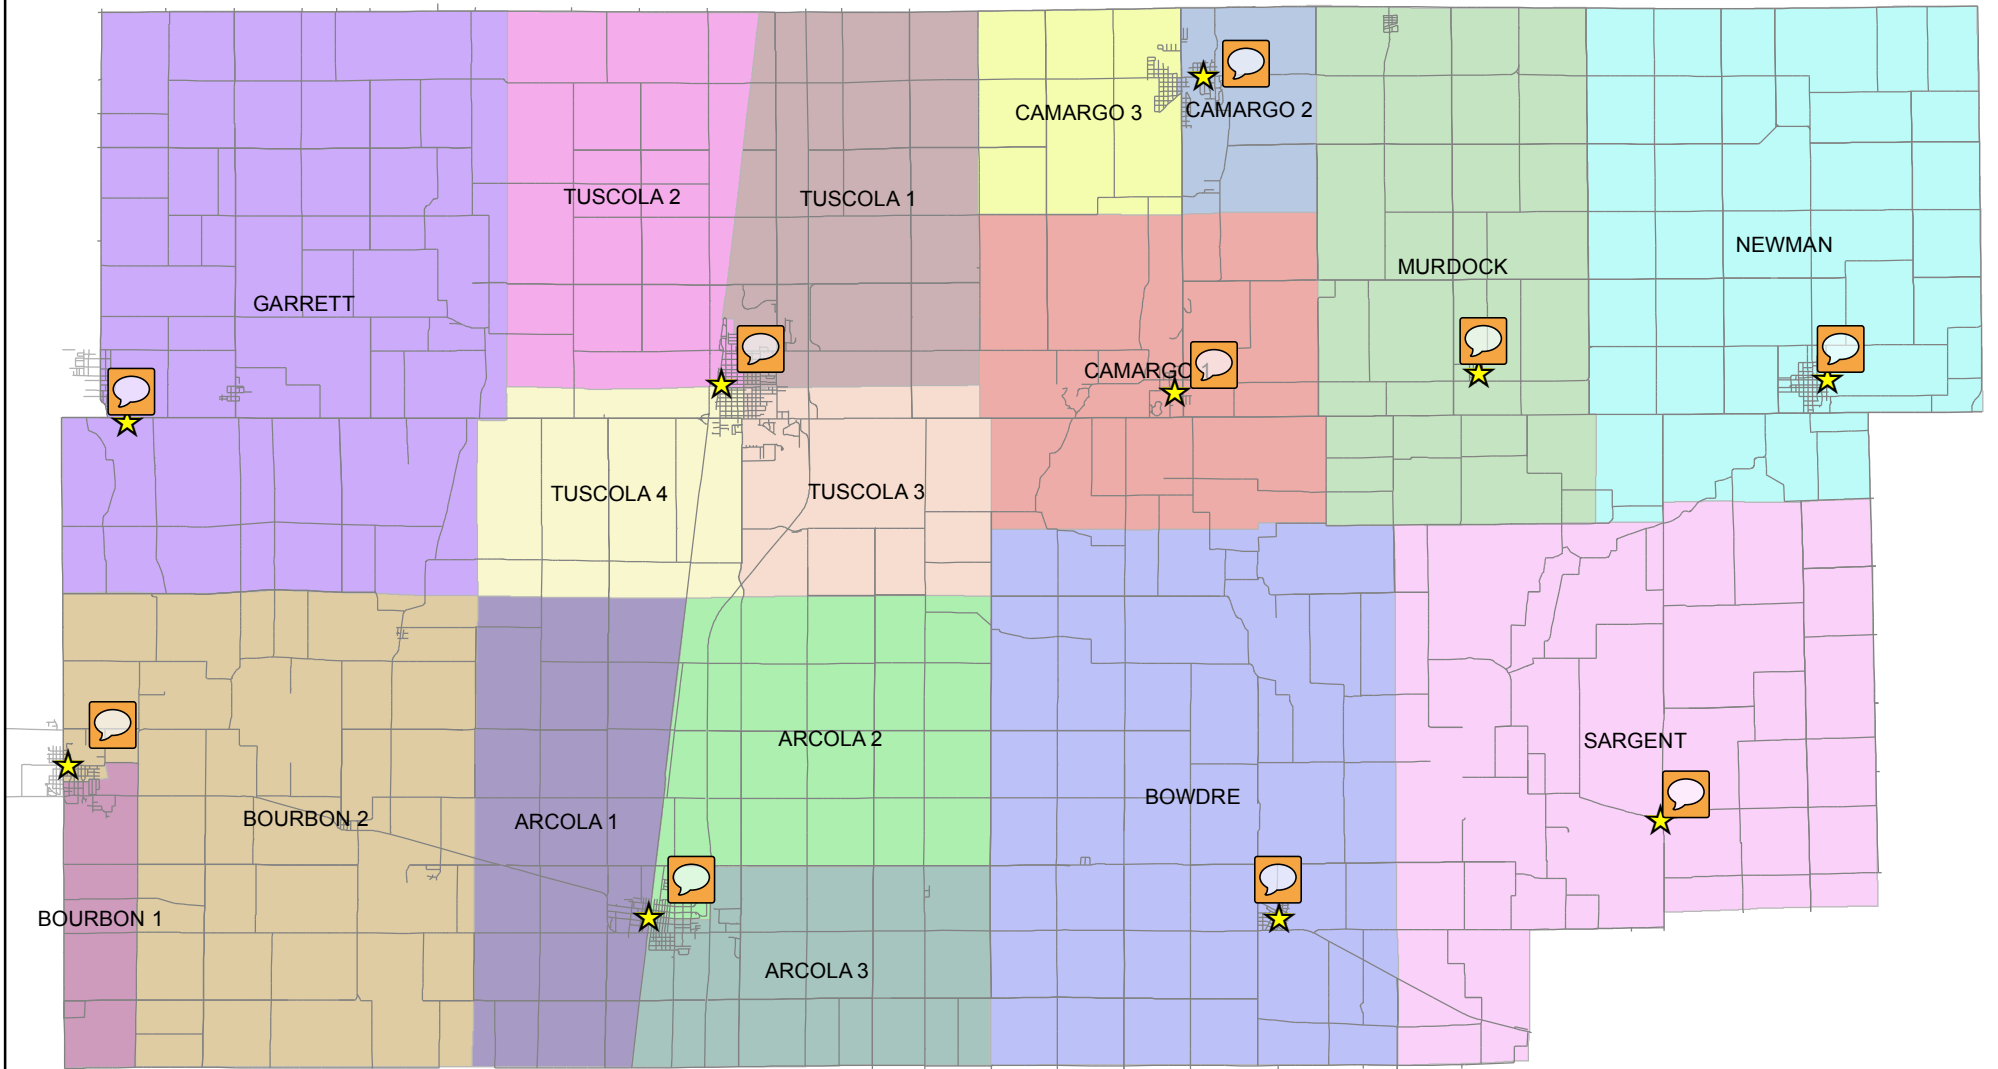 CAMARGO 3
CAMARGO 2
TUSCOLA 2
TUSCOLA 1
NEWMAN
MURDOCK
GARRETT
CAMARGO 1
TUSCOLA 4
TUSCOLA 3
ARCOLA 2
SARGENT
BOWDRE
BOURBON 2
ARCOLA 1
BOURBON 1
ARCOLA 3